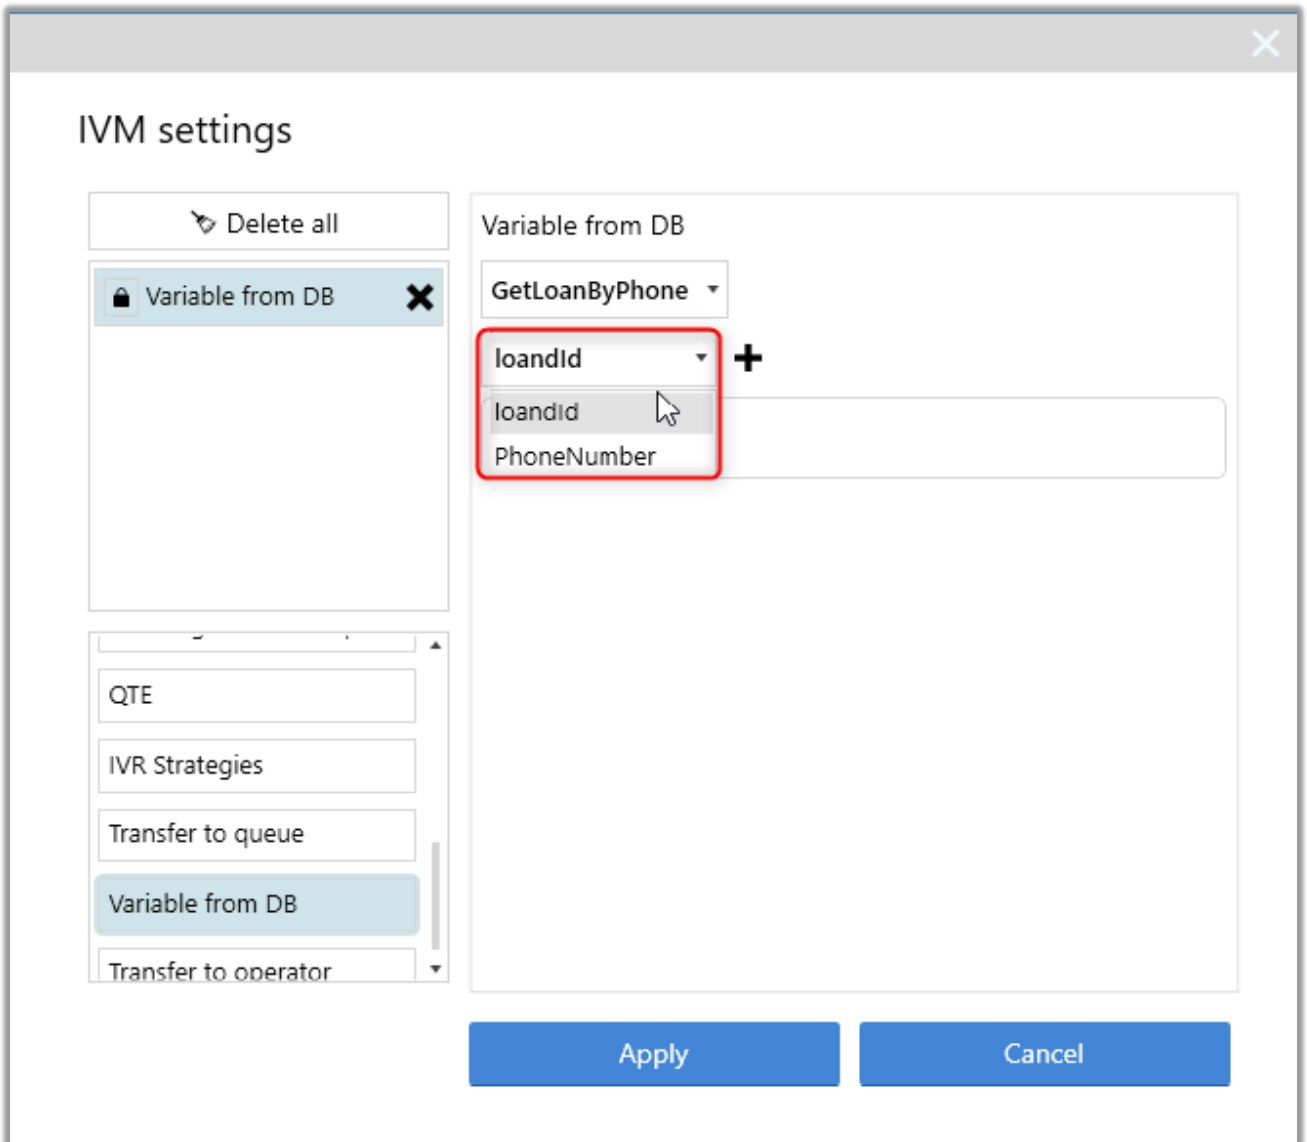 IVM settings
Delete all
Variable from DB
QTE
IVR Strategies
Transfer to queue
Variable from DB
Transfer to operator
Variable from DB
GetLoanByPhone
loandId
loandId
PhoneNumber
Apply
Cancel